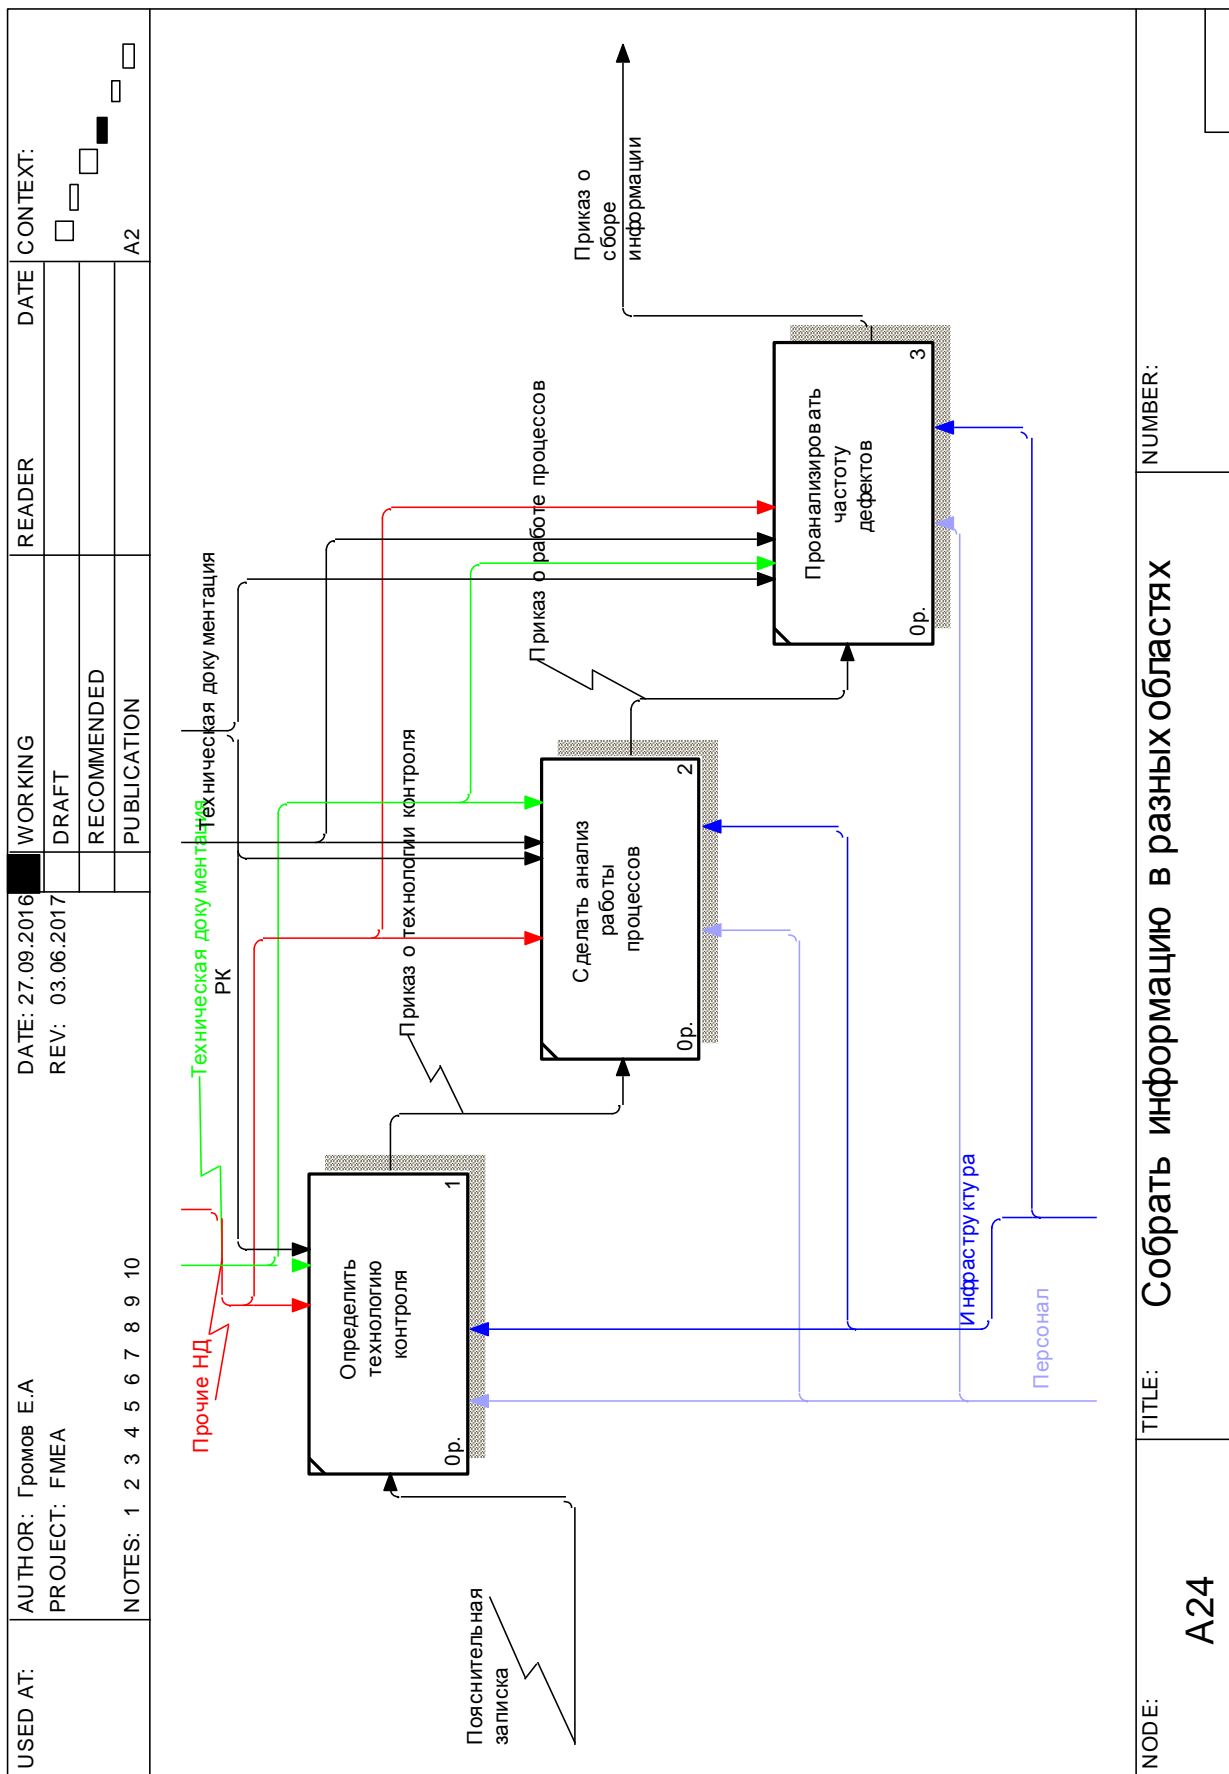 USED AT:
AUTHOR: Громов Е.А
DATE: 27.09.2016
WORKING
READER
DATE
CONTEXT:
PROJECT: FMEA
REV: 03.06.2017
DRAFT
RECOMMENDED
NOTES: 1 2 3 4 5 6 7 8 9 10
PUBLICATION
A2
Прочие НД
Техническая документация
Техническая документация
РК
Определить
технологию
контроля
0р.
1
Приказ о технологии контроля
Пояснительная
записка
Сделать анализ
работы
процессов
0р.
2
Приказ о работе процессов
Приказ о
сборе
информации
Проанализировать
частоту
дефектов
0р.
3
Инфраструктура
Персонал
NODE:
TITLE:
NUMBER:
A24
Собрать информацию в разных областях